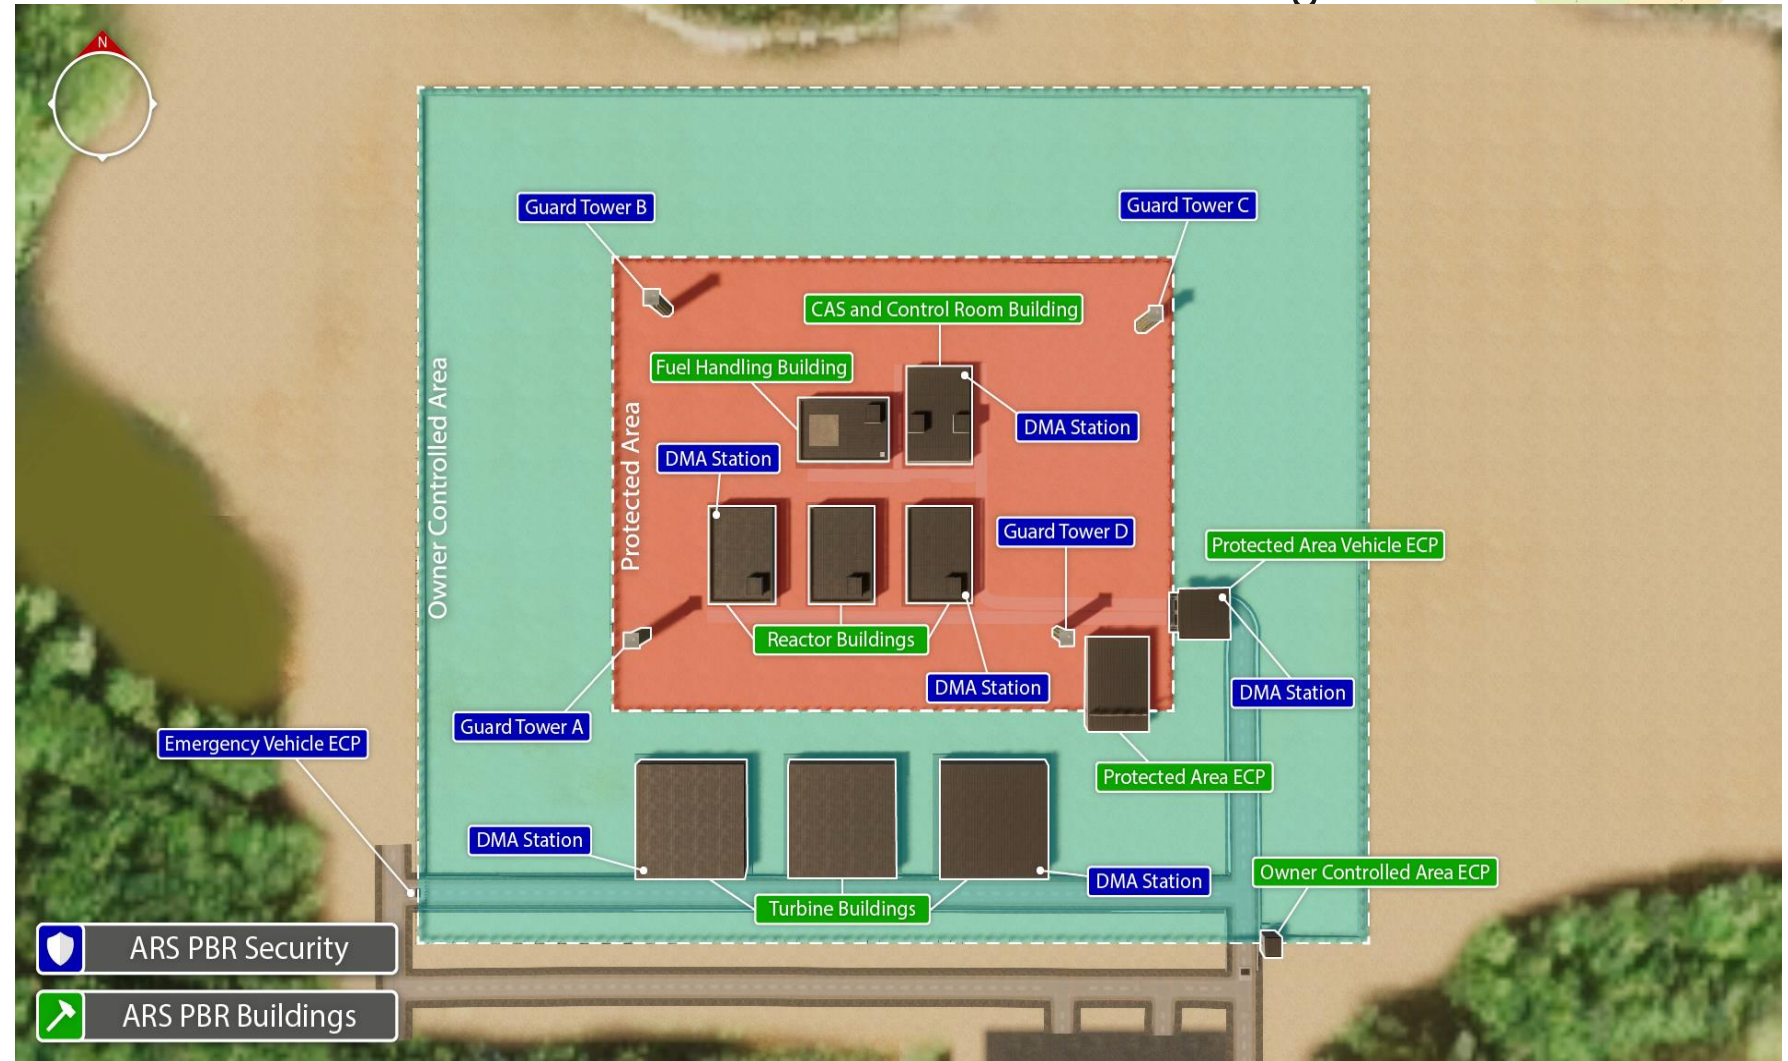 N
Guard Tower B
Guard Tower C
CAS and Control Room Building
Fuel Handling Building
DMA Station
DMA Station
Owner Controlled Area
Protected Area
Guard Tower D
Protected Area Vehicle ECP
Reactor Buildings
DMA Station
DMA Station
Guard Tower A
Emergency Vehicle ECP
Protected Area ECP
DMA Station
DMA Station
Owner Controlled Area ECP
Turbine Buildings
ARS PBR Security
ARS PBR Buildings